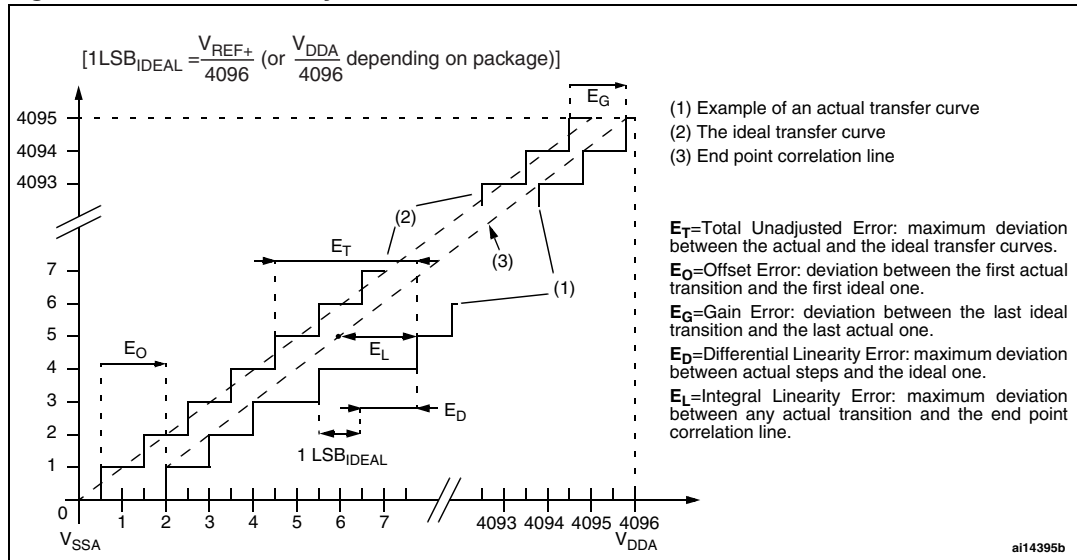 [1LSB_IDEAL = V_REF+/4096 (or V_DDA/4096 depending on package)]
E_G
4095
4094
4093
7
6
5
4
3
2
1
0
(2)
E_T
(3)
(1)
E_O
E_L
E_D
1 LSB_IDEAL
1 2 3 4 5 6 7 4093 4094 4095 4096
V_SSA
V_DDA
(1) Example of an actual transfer curve
(2) The ideal transfer curve
(3) End point correlation line
E_T=Total Unadjusted Error: maximum deviation
between the actual and the ideal transfer curves.
E_O=Offset Error: deviation between the first actual
transition and the first ideal one.
E_G=Gain Error: deviation between the last ideal
transition and the last actual one.
E_D=Differential Linearity Error: maximum deviation
between actual steps and the ideal one.
E_L=Integral Linearity Error: maximum deviation
between any actual transition and the end point
correlation line.
ai14395b